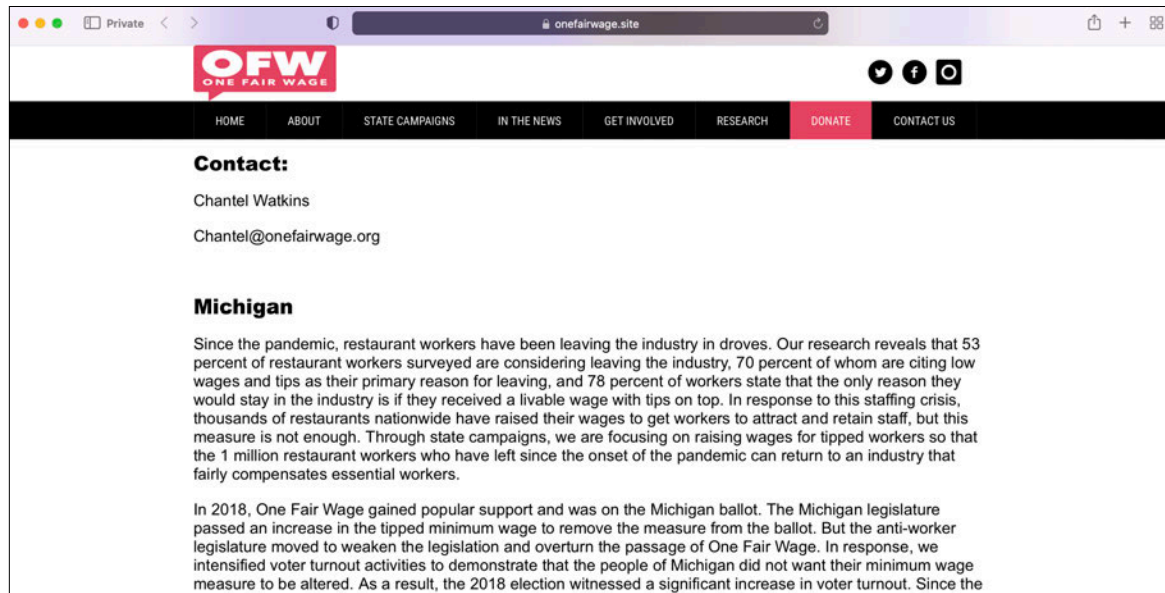 Private
onefairwage.site
OFW
ONE FAIR WAGE
HOME ABOUT STATE CAMPAIGNS IN THE NEWS GET INVOLVED RESEARCH DONATE CONTACT US
Contact:
Chantel Watkins
Chantel@onefairwage.org
Michigan
Since the pandemic, restaurant workers have been leaving the industry in droves. Our research reveals that 53
percent of restaurant workers surveyed are considering leaving the industry, 70 percent of whom are citing low
wages and tips as their primary reason for leaving, and 78 percent of workers state that the only reason they
would stay in the industry is if they received a livable wage with tips on top. In response to this staffing crisis,
thousands of restaurants nationwide have raised their wages to get workers to attract and retain staff, but this
measure is not enough. Through state campaigns, we are focusing on raising wages for tipped workers so that
the 1 million restaurant workers who have left since the onset of the pandemic can return to an industry that
fairly compensates essential workers.
In 2018, One Fair Wage gained popular support and was on the Michigan ballot. The Michigan legislature
passed an increase in the tipped minimum wage to remove the measure from the ballot. But the anti-worker
legislature moved to weaken the legislation and overturn the passage of One Fair Wage. In response, we
intensified voter turnout activities to demonstrate that the people of Michigan did not want their minimum wage
measure to be altered. As a result, the 2018 election witnessed a significant increase in voter turnout. Since the